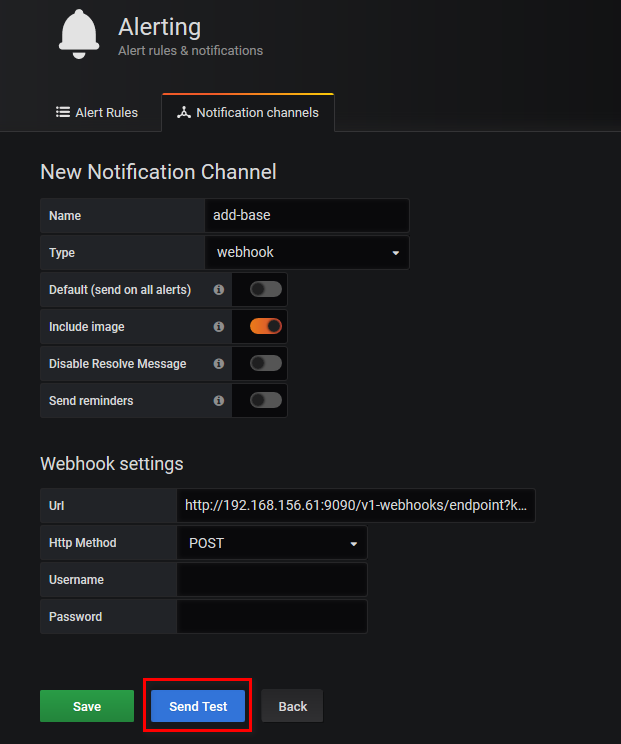 Alerting
Alert rules & notifications
Alert Rules
Notification channels
New Notification Channel
Name add-base
Type webhook
Default (send on all alerts)
Include image
Disable Resolve Message
Send reminders
Webhook settings
Url http://192.168.156.61:9090/v1-webhooks/endpoint?k...
Http Method POST
Username
Password
Save Send Test Back